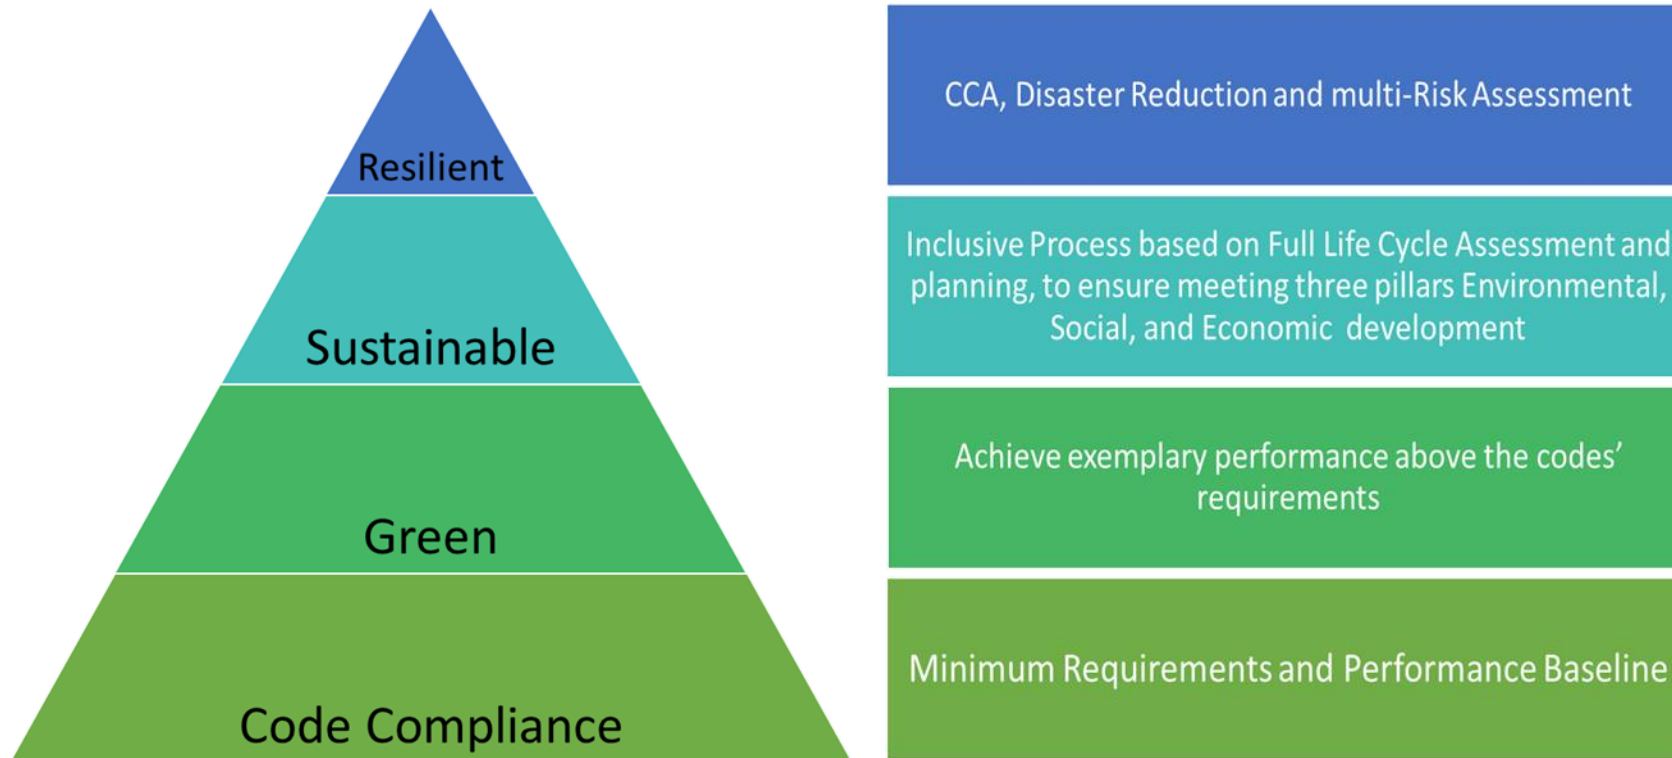 Resilient
CCA, Disaster Reduction and multi-Risk Assessment
Sustainable
Inclusive Process based on Full Life Cycle Assessment and
planning, to ensure meeting three pillars Environmental,
Social, and Economic development
Green
Achieve exemplary performance above the codes’
requirements
Code Compliance
Minimum Requirements and Performance Baseline